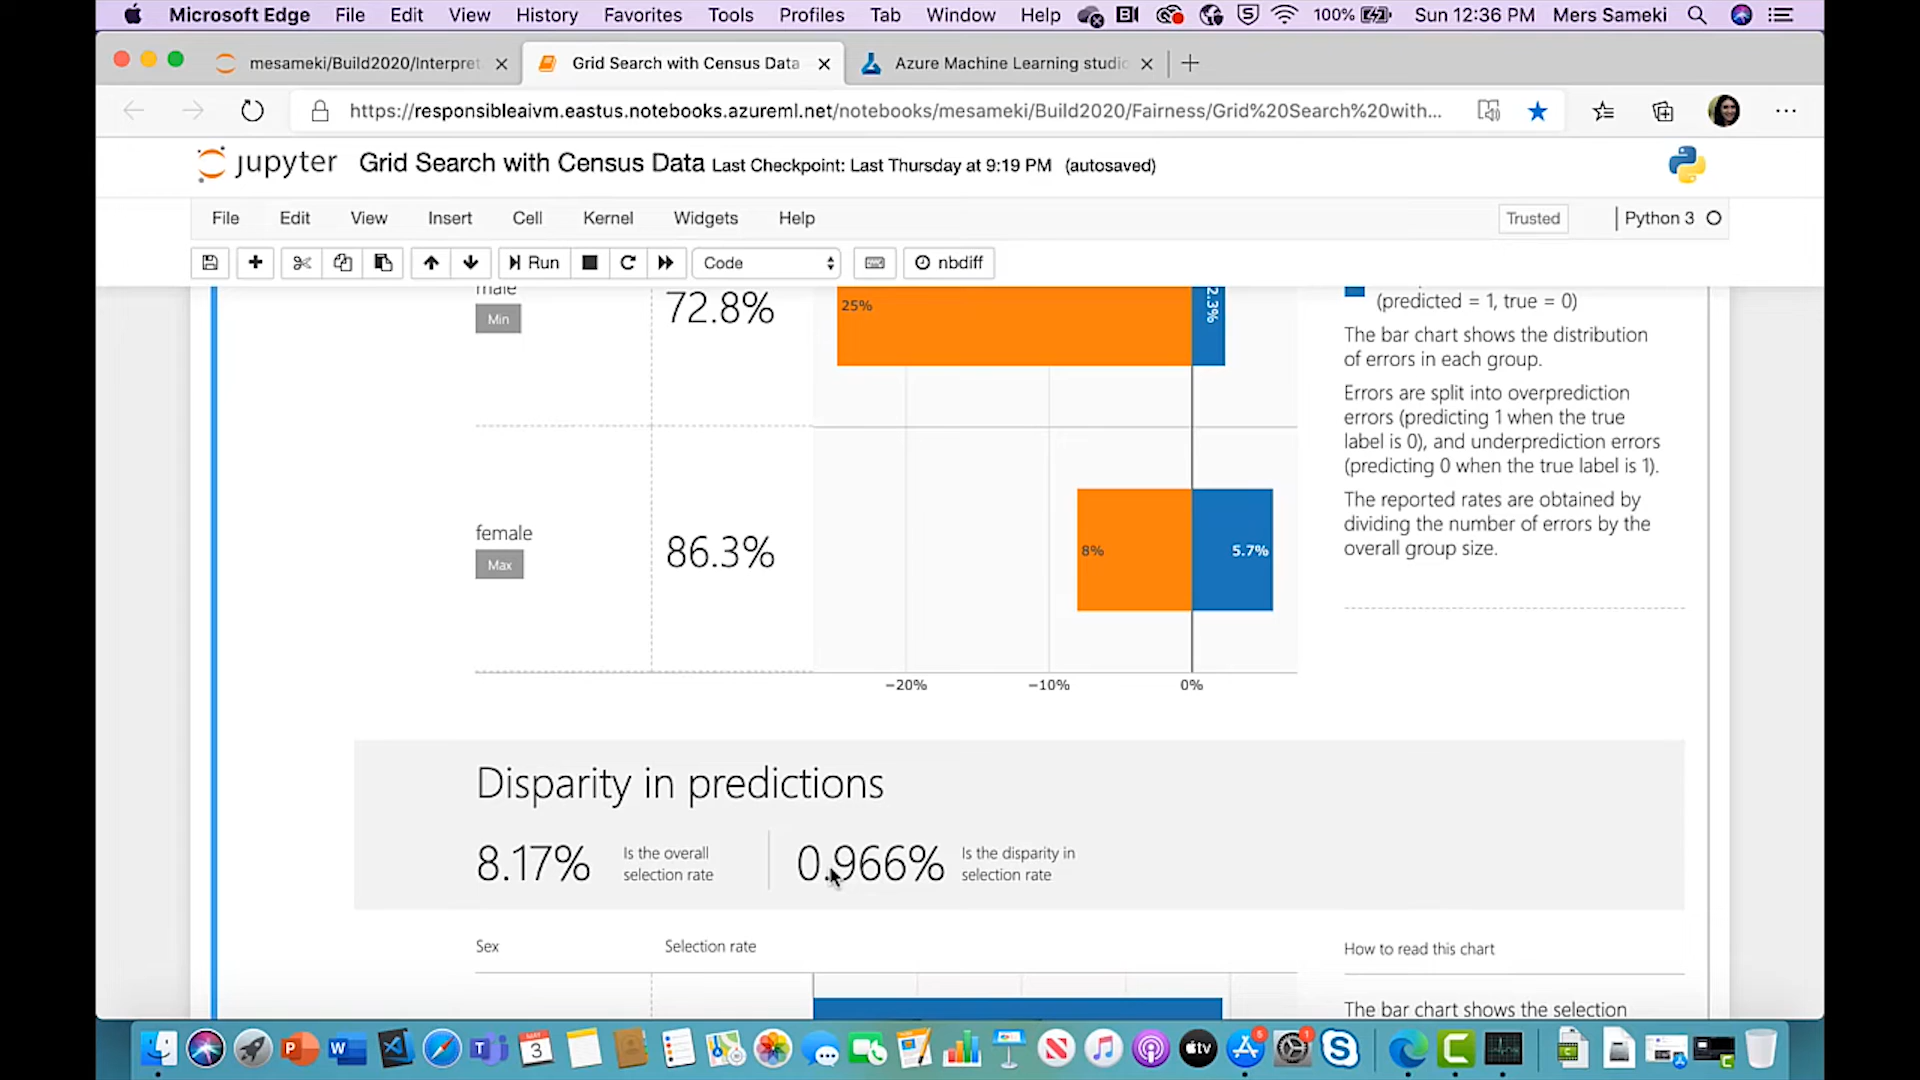 Microsoft Edge File Edit View History Favorites Tools Profiles Tab Window Help 100% Sun 12:36 PM Mers Sameki
mesameki/Build2020/Interpret
Grid Search with Census Data
Azure Machine Learning studio
https://responsibleaivm.eastus.notebooks.azureml.net/notebooks/mesameki/Build2020/Fairness/Grid%20Search%20with...
jupyter Grid Search with Census Data Last Checkpoint: Last Thursday at 9:19 PM (autosaved)
File Edit View Insert Cell Kernel Widgets Help Trusted Python 3
Run Code nbdiff
male
Min
72.8%
25%
2.3%
(predicted = 1, true = 0)
The bar chart shows the distribution
of errors in each group.
Errors are split into overprediction
errors (predicting 1 when the true
label is 0), and underprediction errors
(predicting 0 when the true label is 1).
The reported rates are obtained by
dividing the number of errors by the
overall group size.
female
Max
86.3%
8%
5.7%
−20% −10% 0%
Disparity in predictions
8.17% Is the overall
selection rate
0.966% Is the disparity in
selection rate
Sex Selection rate How to read this chart
The bar chart shows the selection
MAY
3
tv
6
1